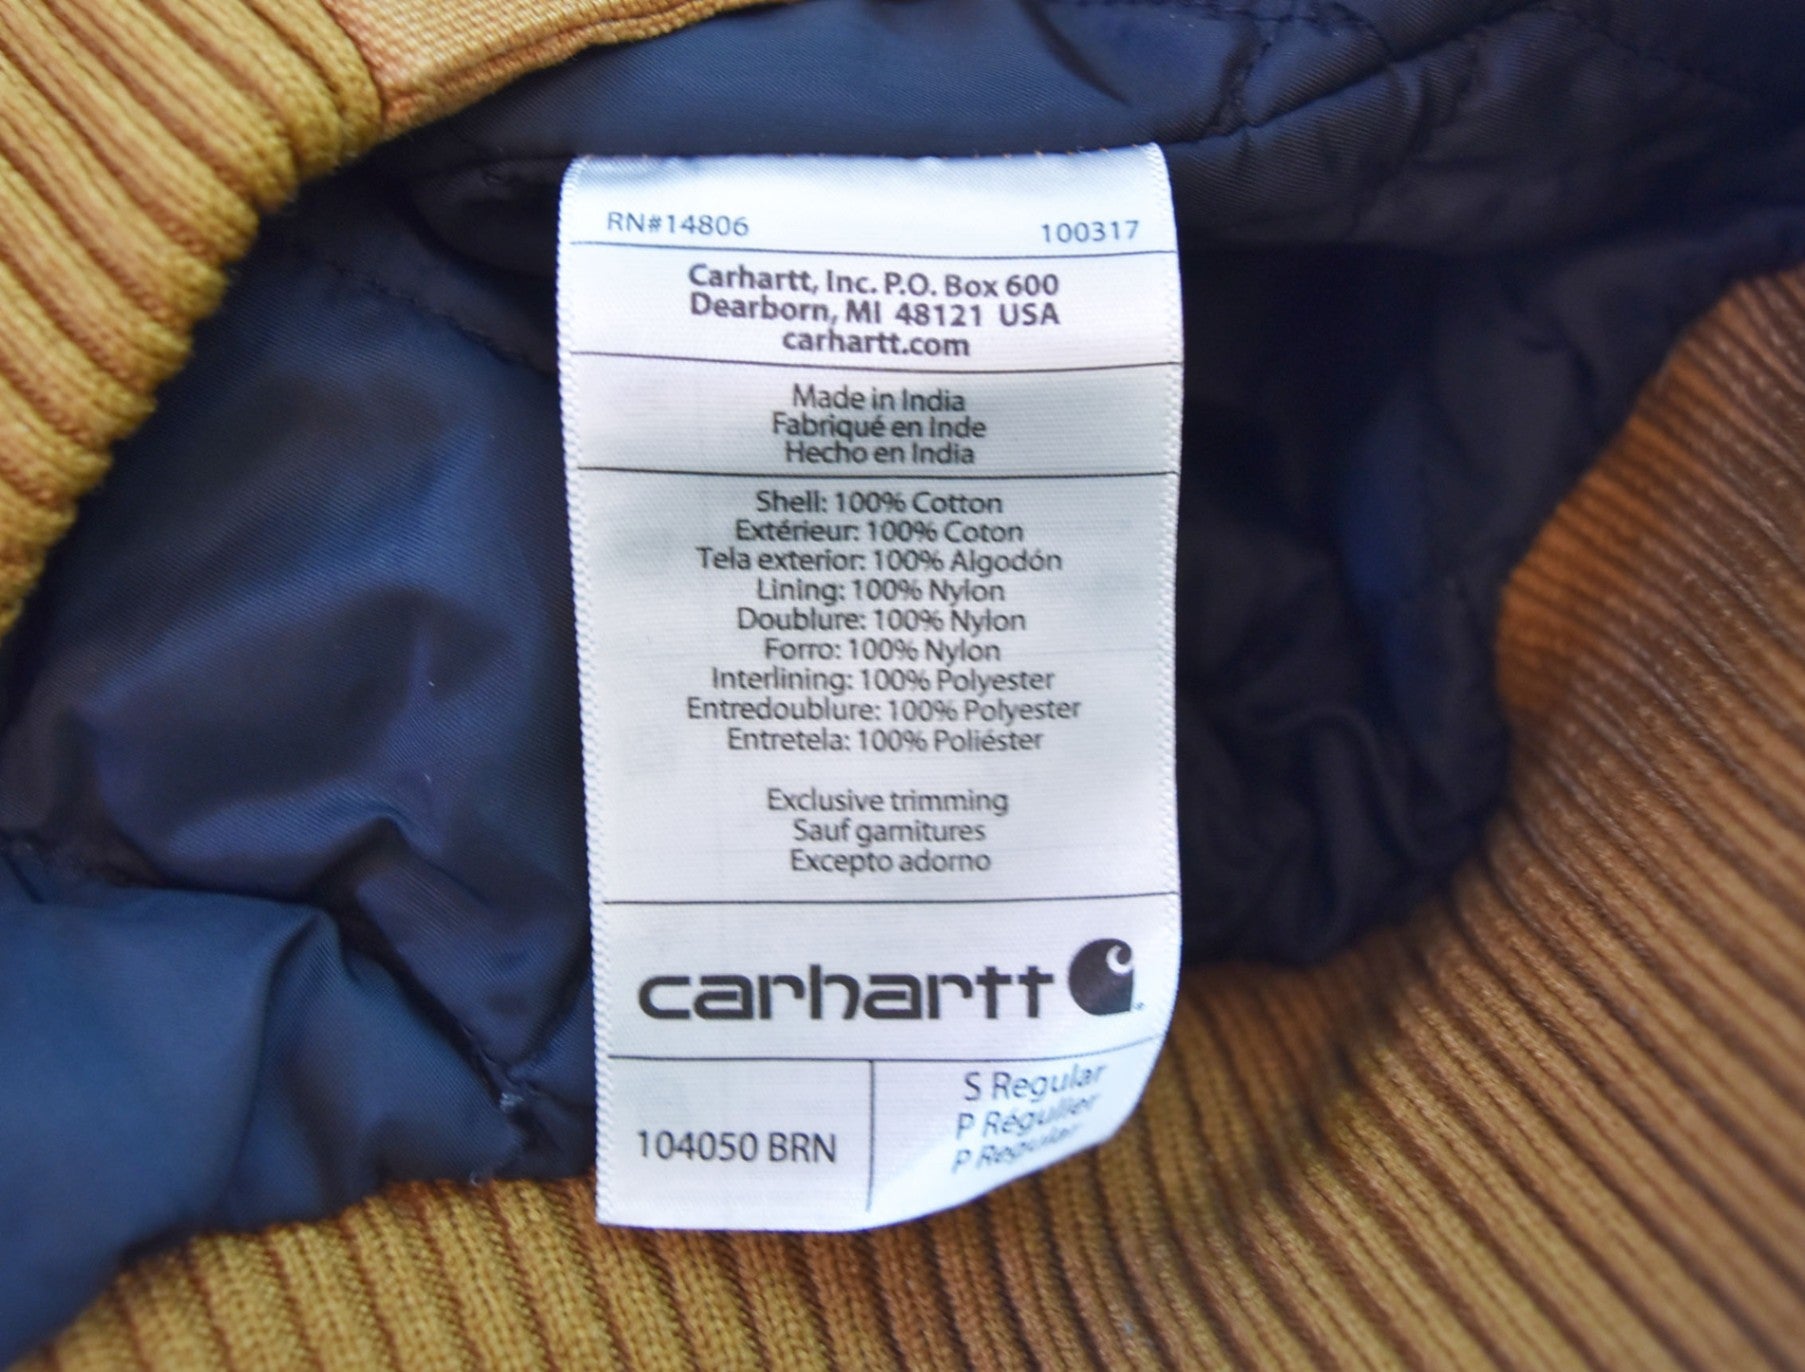 RN#14806 100317
Carhartt, Inc. P.O. Box 600
Dearborn, MI 48121 USA
carhartt.com
Made in India
Fabriqué en Inde
Hecho en India
Shell: 100% Cotton
Extérieur: 100% Coton
Tela exterior: 100% Algodón
Lining: 100% Nylon
Doublure: 100% Nylon
Forro: 100% Nylon
Interlining: 100% Polyester
Entredoublure: 100% Polyester
Entretela: 100% Poliéster
Exclusive trimming
Sauf garnitures
Excepto adorno
carhartt
104050 BRN
S Regular
P Régulier
P Regular